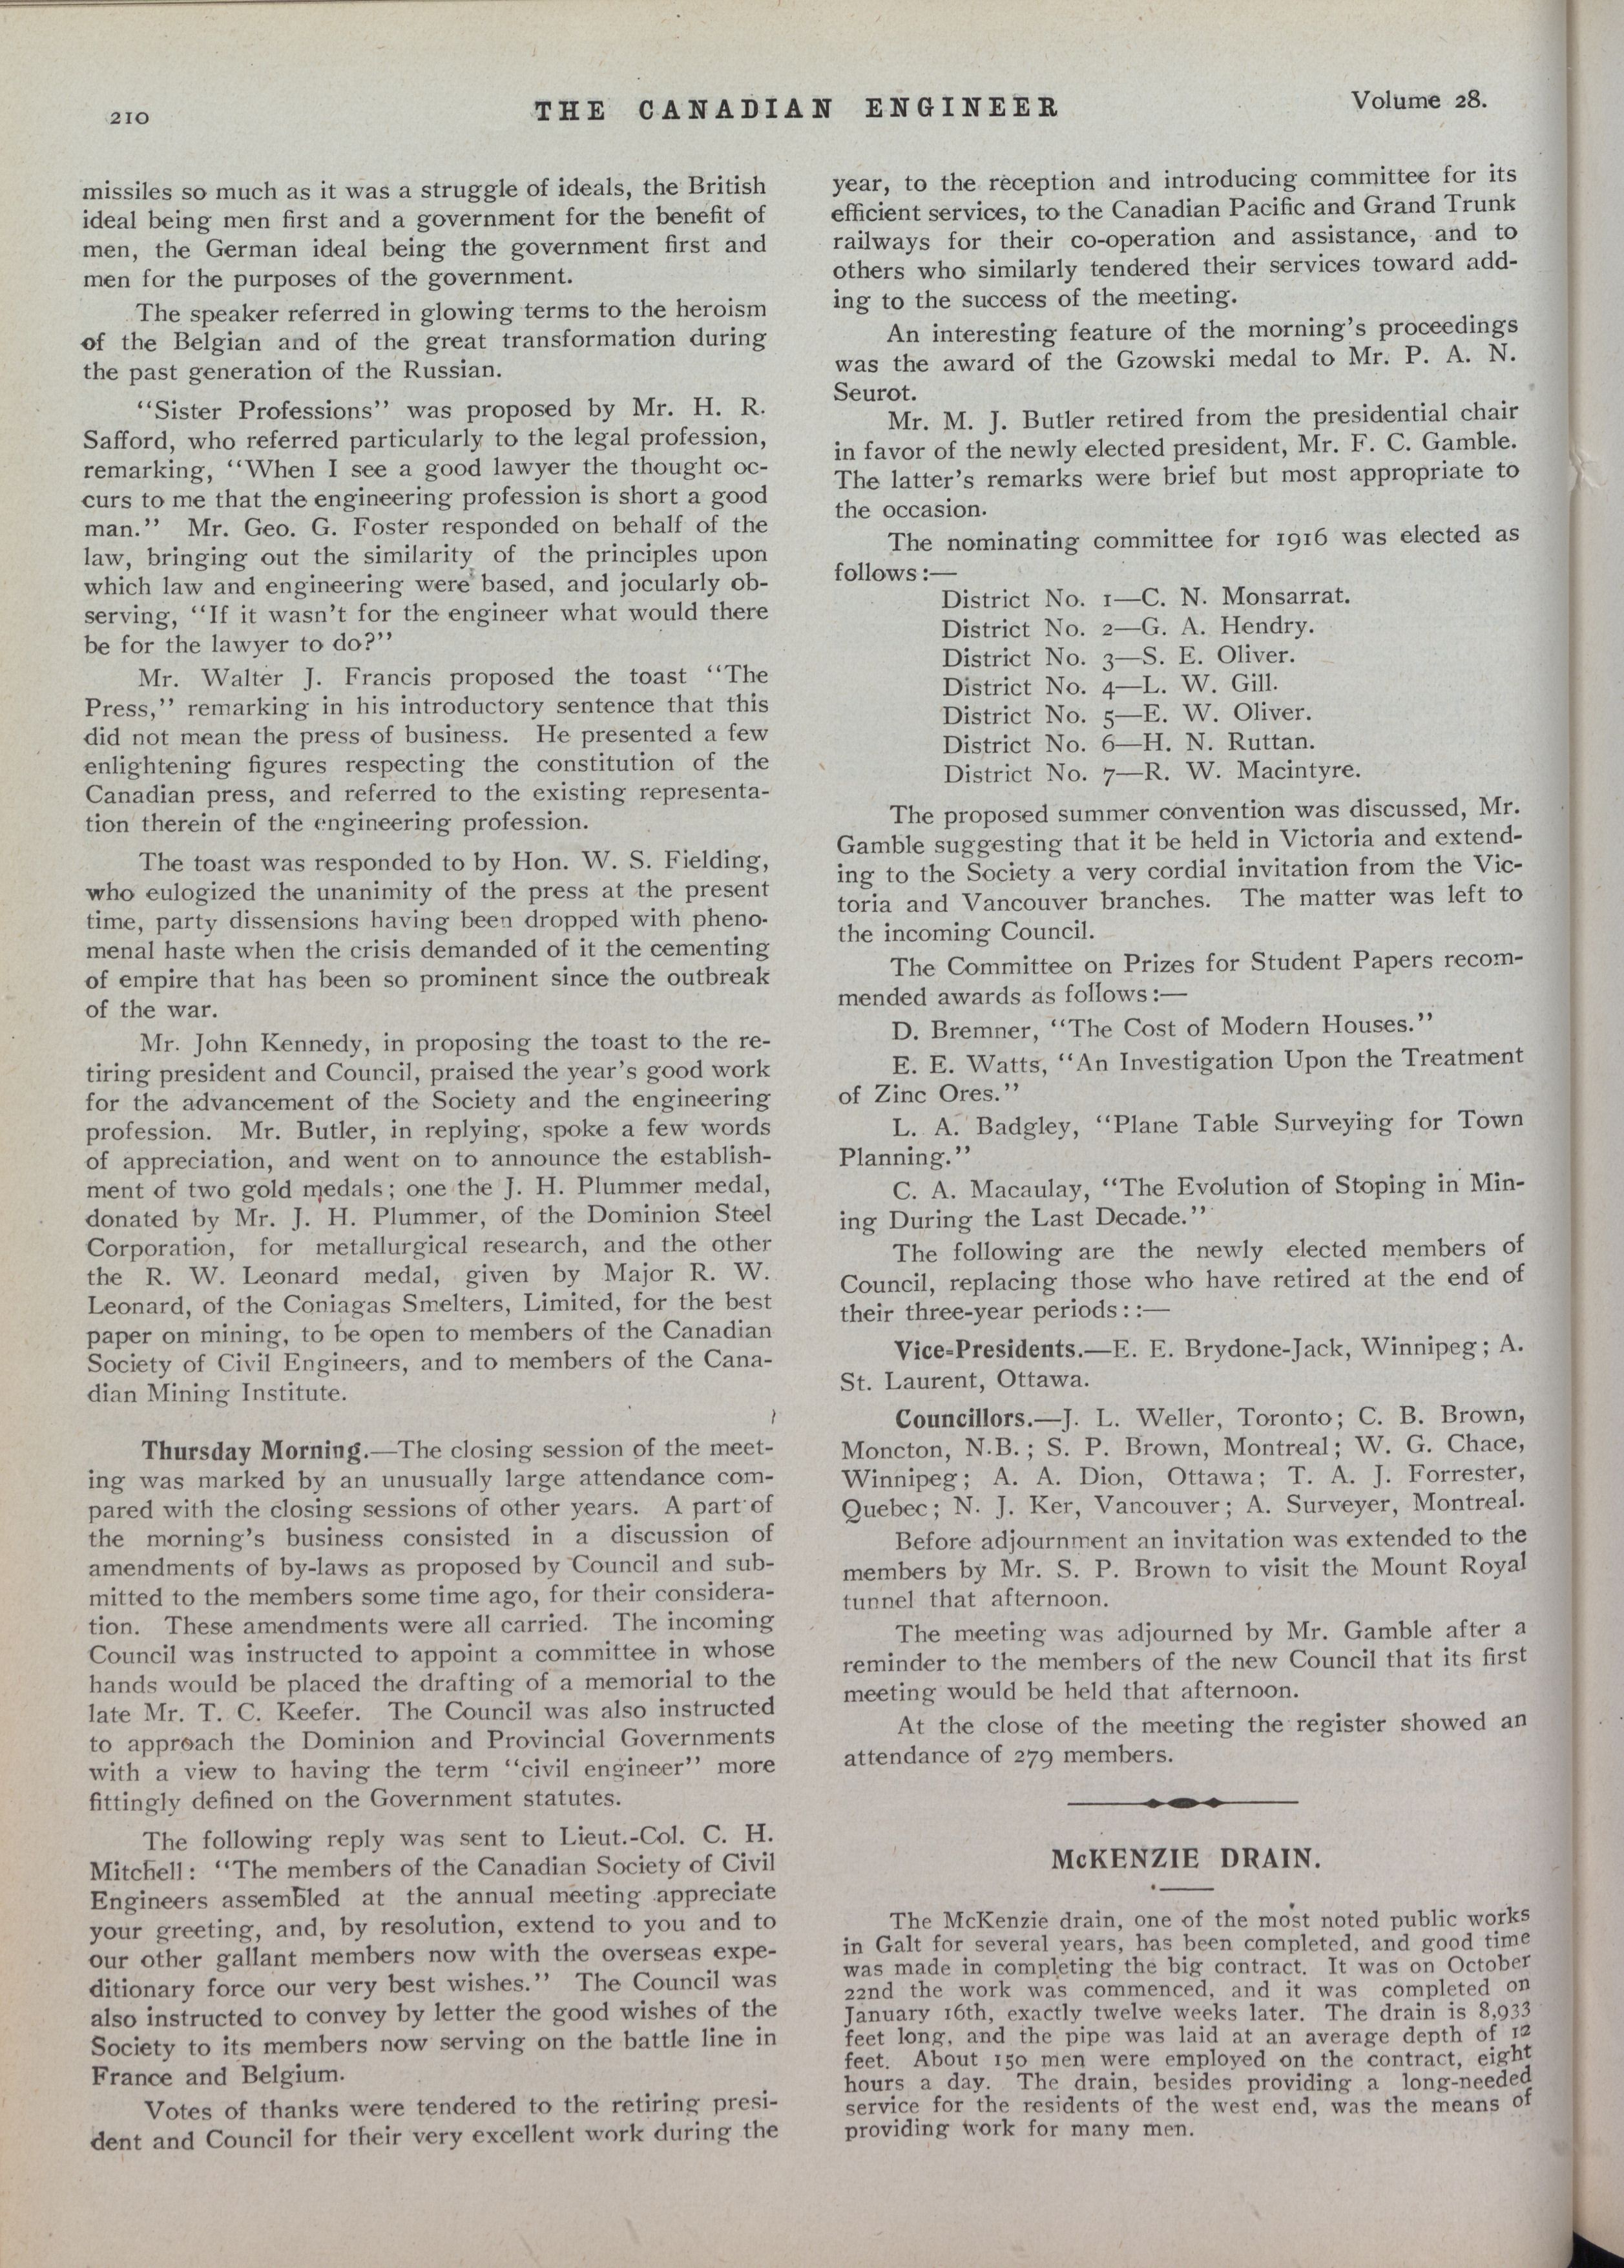 210
THE CANADIAN ENGINEER
Volume 28.
missiles so much as it was a struggle of ideals, the British
ideal being men first and a government for the benefit of
men, the German ideal being the government first and
men for the purposes of the government.
The speaker referred in glowing terms to the heroism
of the Belgian and of the great transformation during
the past generation of the Russian.
“Sister Professions” was proposed by Mr. H. R.
Safford, who referred particularly to the legal profession,
remarking, “When I see a good lawyer the thought oc-
curs to me that the engineering profession is short a good
man.” Mr. Geo. G. Foster responded on behalf of the
law, bringing out the similarity of the principles upon
which law and engineering were based, and jocularly ob-
serving, “If it wasn’t for the engineer what would there
be for the lawyer to do?”
Mr. Walter J. Francis proposed the toast “The
Press,” remarking in his introductory sentence that this
did not mean the press of business. He presented a few
enlightening figures respecting the constitution of the
Canadian press, and referred to the existing representa-
tion therein of the engineering profession.
The toast was responded to by Hon. W. S. Fielding,
who eulogized the unanimity of the press at the present
time, party dissensions having been dropped with pheno-
menal haste when the crisis demanded of it the cementing
of empire that has been so prominent since the outbreak
of the war.
Mr. John Kennedy, in proposing the toast to the re-
tiring president and Council, praised the year’s good work
for the advancement of the Society and the engineering
profession. Mr. Butler, in replying, spoke a few words
of appreciation, and went on to announce the establish-
ment of two gold medals; one the J. H. Plummer medal,
donated by Mr. J. H. Plummer, of the Dominion Steel
Corporation, for metallurgical research, and the other
the R. W. Leonard medal, given by Major R. W.
Leonard, of the Coniagas Smelters, Limited, for the best
paper on mining, to be open to members of the Canadian
Society of Civil Engineers, and to members of the Cana-
dian Mining Institute.
Thursday Morning.—The closing session of the meet-
ing was marked by an unusually large attendance com-
pared with the closing sessions of other years. A part of
the morning’s business consisted in a discussion of
amendments of by-laws as proposed by Council and sub-
mitted to the members some time ago, for their considera-
tion. These amendments were all carried. The incoming
Council was instructed to appoint a committee in whose
hands would be placed the drafting of a memorial to the
late Mr. T. C. Keefer. The Council was also instructed
to approach the Dominion and Provincial Governments
with a view to having the term “civil engineer” more
fittingly defined on the Government statutes.
The following reply was sent to Lieut.-Col. C. H.
Mitchell: “The members of the Canadian Society of Civil
Engineers assembled at the annual meeting appreciate
your greeting, and, by resolution, extend to you and to
our other gallant members now with the overseas expe-
ditionary force our very best wishes.” The Council was
also instructed to convey by letter the good wishes of the
Society to its members now serving on the battle line in
France and Belgium.
Votes of thanks were tendered to the retiring presi-
dent and Council for their very excellent work during the
year, to the reception and introducing committee for its
efficient services, to the Canadian Pacific and Grand Trunk
railways for their co-operation and assistance, and to
others who similarly tendered their services toward add-
ing to the success of the meeting.
An interesting feature of the morning’s proceedings
was the award of the Gzowski medal to Mr. P. A. N.
Seurot.
Mr. M. J. Butler retired from the presidential chair
in favor of the newly elected president, Mr. F. C. Gamble.
The latter’s remarks were brief but most appropriate to
the occasion.
The nominating committee for 1916 was elected as
follows:—
District No. 1—C. N. Monsarrat.
District No. 2—G. A. Hendry.
District No. 3—S. E. Oliver.
District No. 4—L. W. Gill.
District No. 5—E. W. Oliver.
District No. 6—H. N. Ruttan.
District No. 7—R. W. Macintyre.
The proposed summer convention was discussed, Mr.
Gamble suggesting that it be held in Victoria and extend-
ing to the Society a very cordial invitation from the Vic-
toria and Vancouver branches. The matter was left to
the incoming Council.
The Committee on Prizes for Student Papers recom-
mended awards as follows:—
D. Bremner, “The Cost of Modern Houses.”
E. E. Watts, “An Investigation Upon the Treatment
of Zinc Ores.”
L. A. Badgley, “Plane Table Surveying for Town
Planning.”
C. A. Macaulay, “The Evolution of Stoping in Min-
ing During the Last Decade.”
The following are the newly elected members of
Council, replacing those who have retired at the end of
their three-year periods::—
Vice-Presidents.—E. E. Brydone-Jack, Winnipeg; A.
St. Laurent, Ottawa.
Councillors.—J. L. Weller, Toronto; C. B. Brown,
Moncton, N.B.; S. P. Brown, Montreal; W. G. Chace,
Winnipeg; A. A. Dion, Ottawa; T. A. J. Forrester,
Quebec; N. J. Ker, Vancouver; A. Surveyer, Montreal.
Before adjournment an invitation was extended to the
members by Mr. S. P. Brown to visit the Mount Royal
tunnel that afternoon.
The meeting was adjourned by Mr. Gamble after a
reminder to the members of the new Council that its first
meeting would be held that afternoon.
At the close of the meeting the register showed an
attendance of 279 members.
McKENZIE DRAIN.
The McKenzie drain, one of the most noted public works
in Galt for several years, has been completed, and good time
was made in completing the big contract. It was on October
22nd the work was commenced, and it was completed on
January 16th, exactly twelve weeks later. The drain is 8,933
feet long, and the pipe was laid at an average depth of 12
feet. About 150 men were employed on the contract, eight
hours a day. The drain, besides providing a long-needed
service for the residents of the west end, was the means of
providing work for many men.